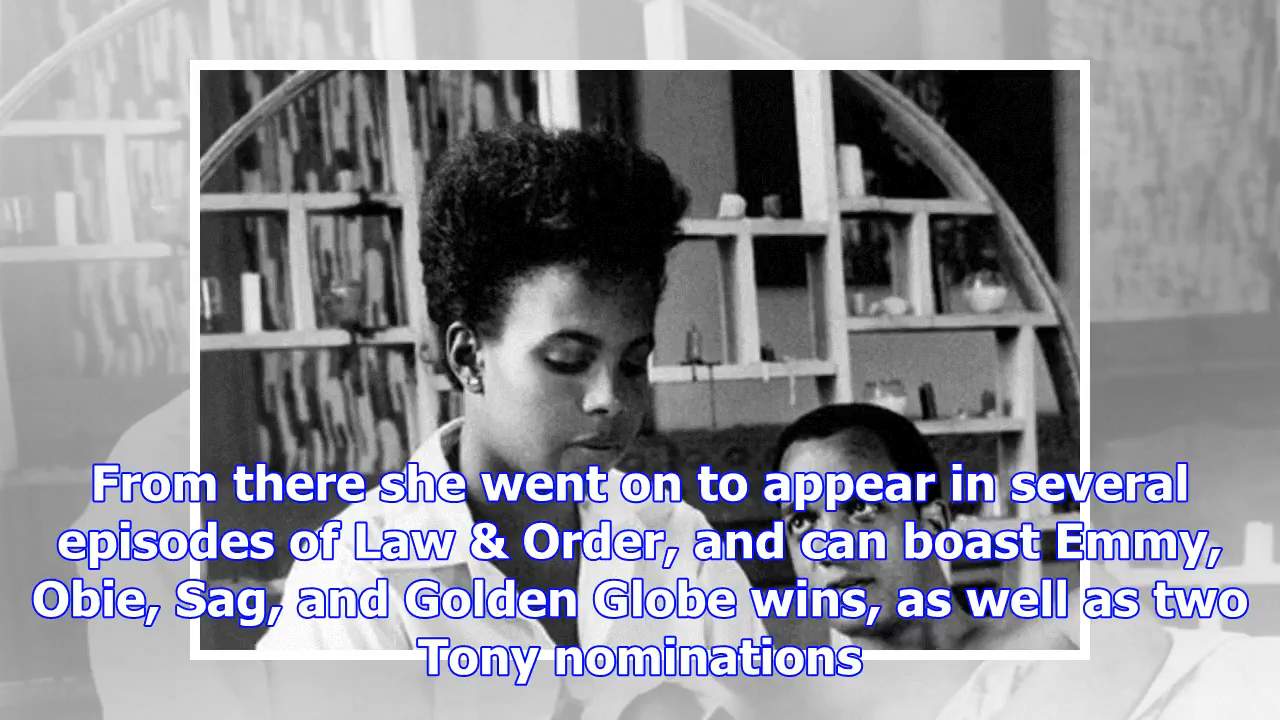 From there she went on to appear in several
episodes of Law & Order, and can boast Emmy,
Obie, Sag, and Golden Globe wins, as well as two
Tony nominations